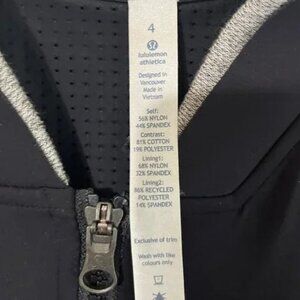 4
lululemon
athletica
Designed in
Vancouver
Made in
Vietnam
Self:
56% NYLON
44% SPANDEX
Contrast:
81% COTTON
19% POLYESTER
Lining1:
68% NYLON
32% SPANDEX
Lining2:
86% RECYCLED
POLYESTER
14% SPANDEX
Exclusive of trim
Wash with like
colours only